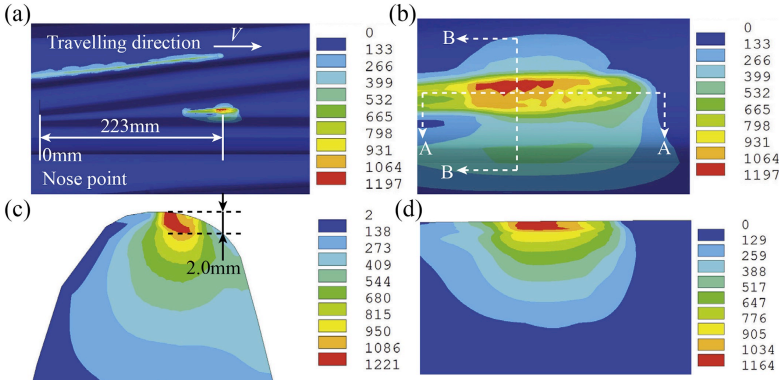 (a)
Travelling direction
V
223mm
0mm
Nose point
0
133
266
399
532
665
798
931
1064
1197
(b)
B
A
A
B
0
133
266
399
532
665
798
931
1064
1197
(c)
2.0mm
2
138
273
409
544
680
815
950
1086
1221
(d)
0
129
259
388
517
647
776
905
1034
1164